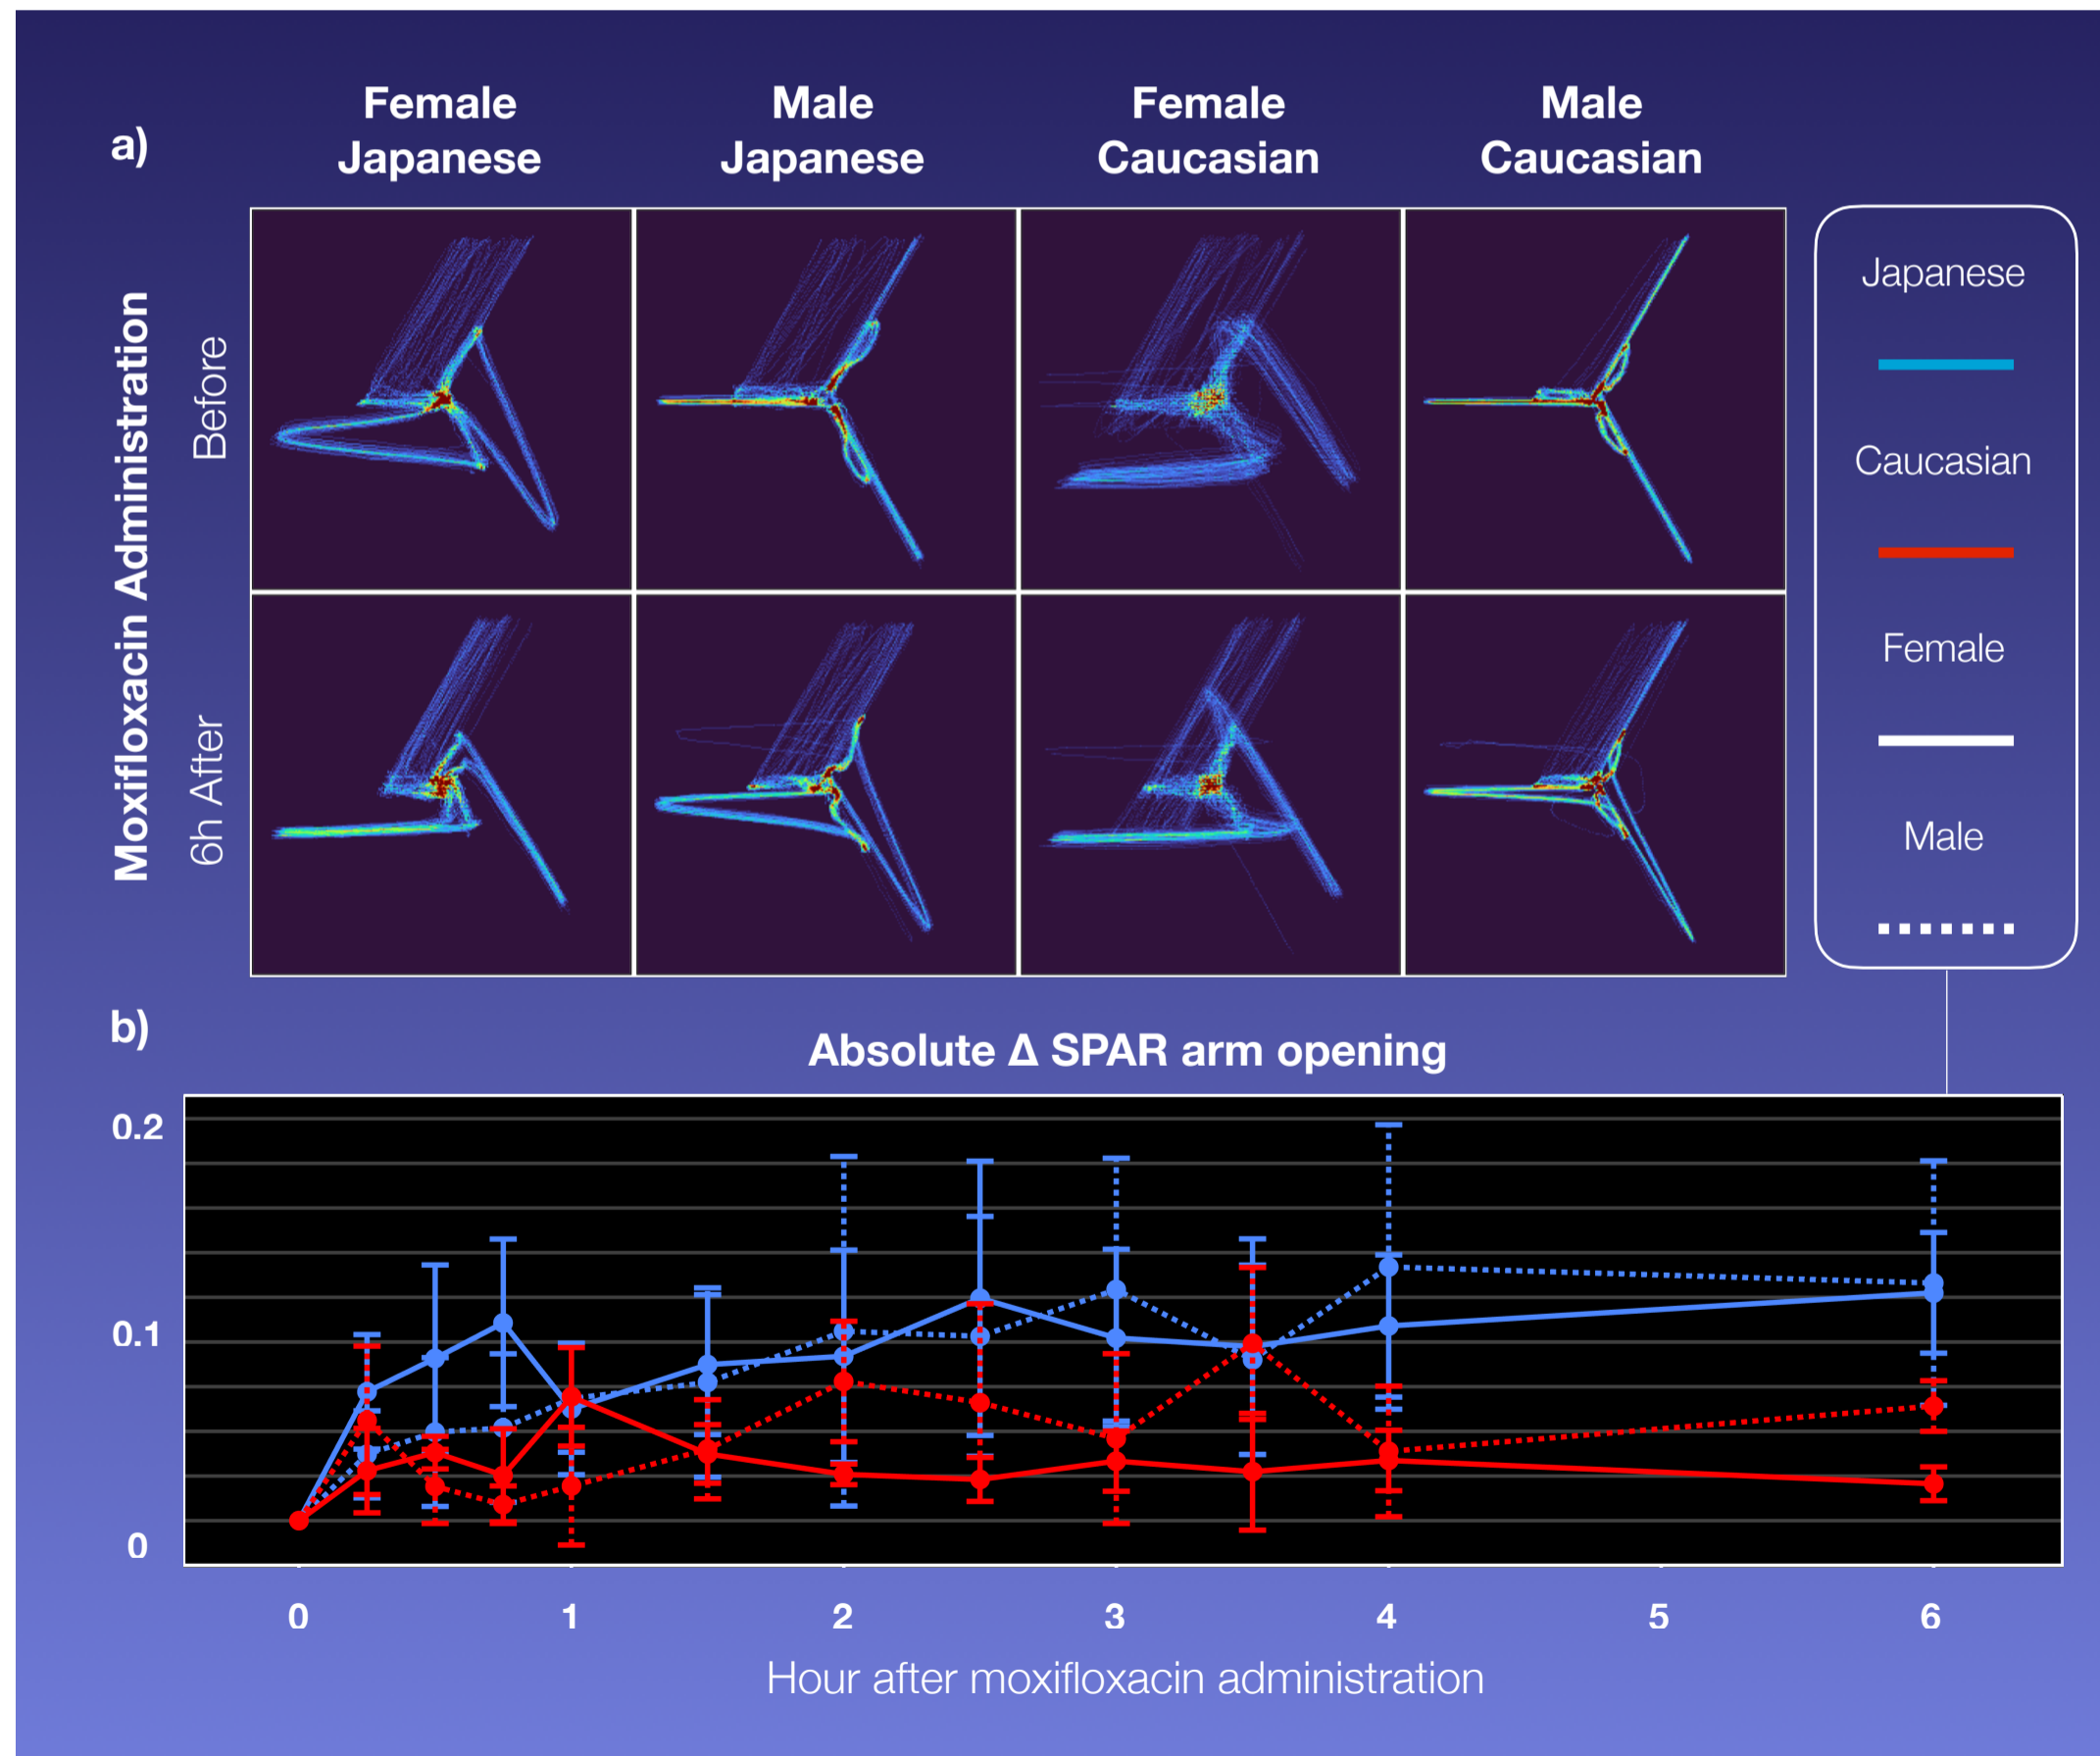 a)
Female
Japanese
Male
Japanese
Female
Caucasian
Male
Caucasian
Moxifloxacin Administration
Before
6h After
Japanese
Caucasian
Female
Male
b)
Absolute Δ SPAR arm opening
0.2
0.1
0
0 1 2 3 4 5 6
Hour after moxifloxacin administration